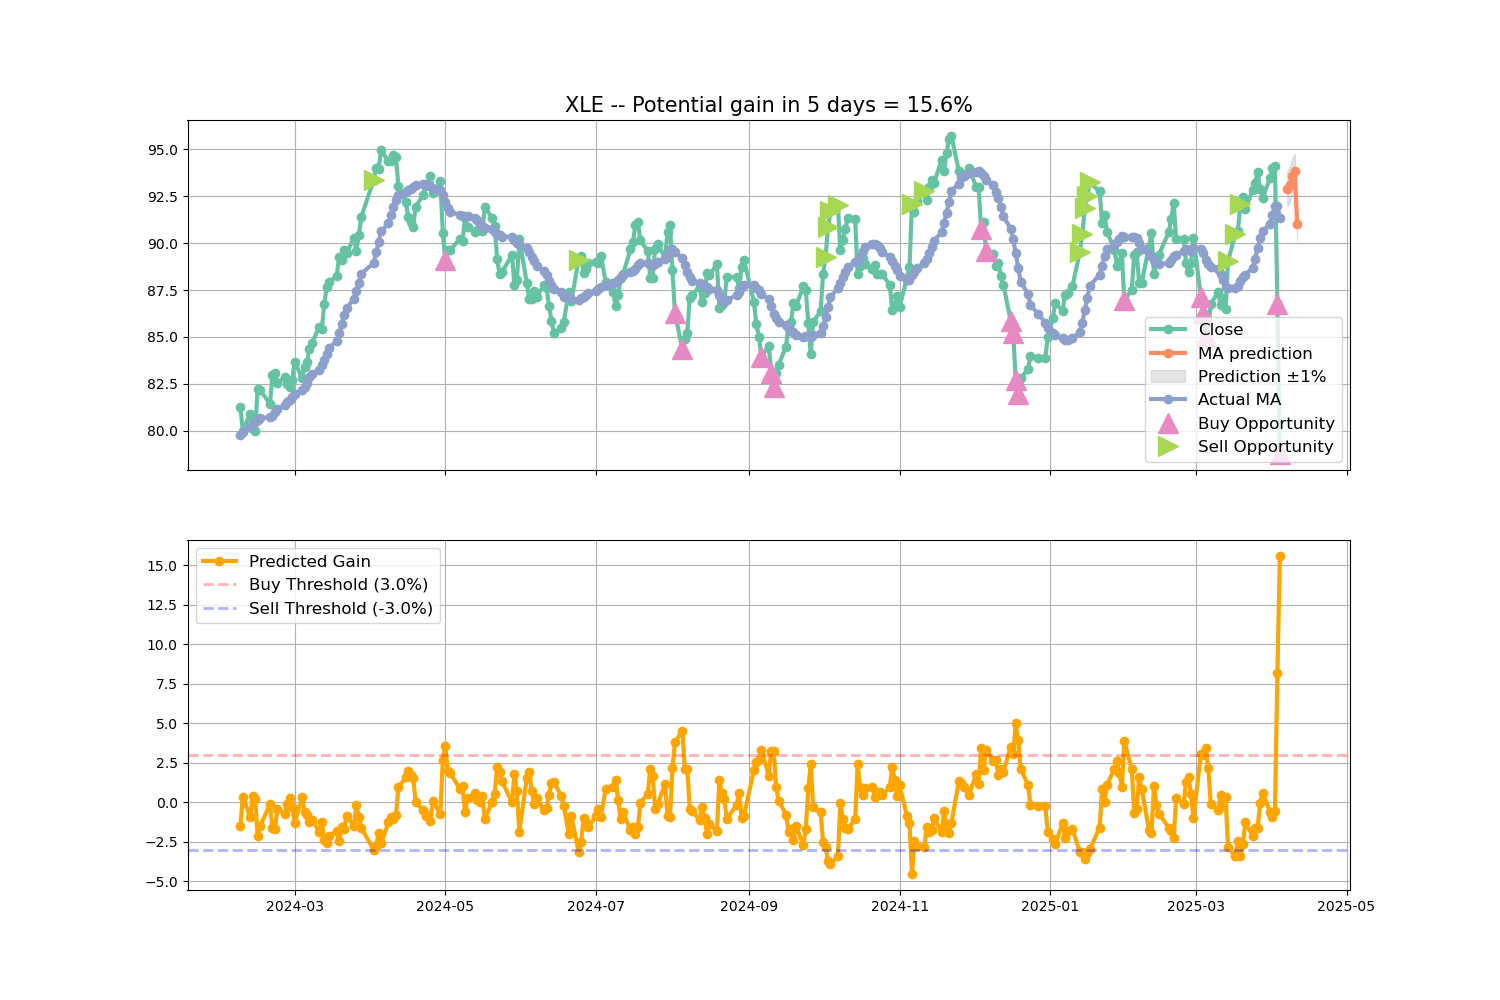 XLE -- Potential gain in 5 days = 15.6%
95.0
92.5
90.0
87.5
85.0
82.5
80.0
Close
MA prediction
Prediction ±1%
Actual MA
Buy Opportunity
Sell Opportunity
15.0
12.5
10.0
7.5
5.0
2.5
0.0
−2.5
−5.0
Predicted Gain
Buy Threshold (3.0%)
Sell Threshold (-3.0%)
2024-03
2024-05
2024-07
2024-09
2024-11
2025-01
2025-03
2025-05